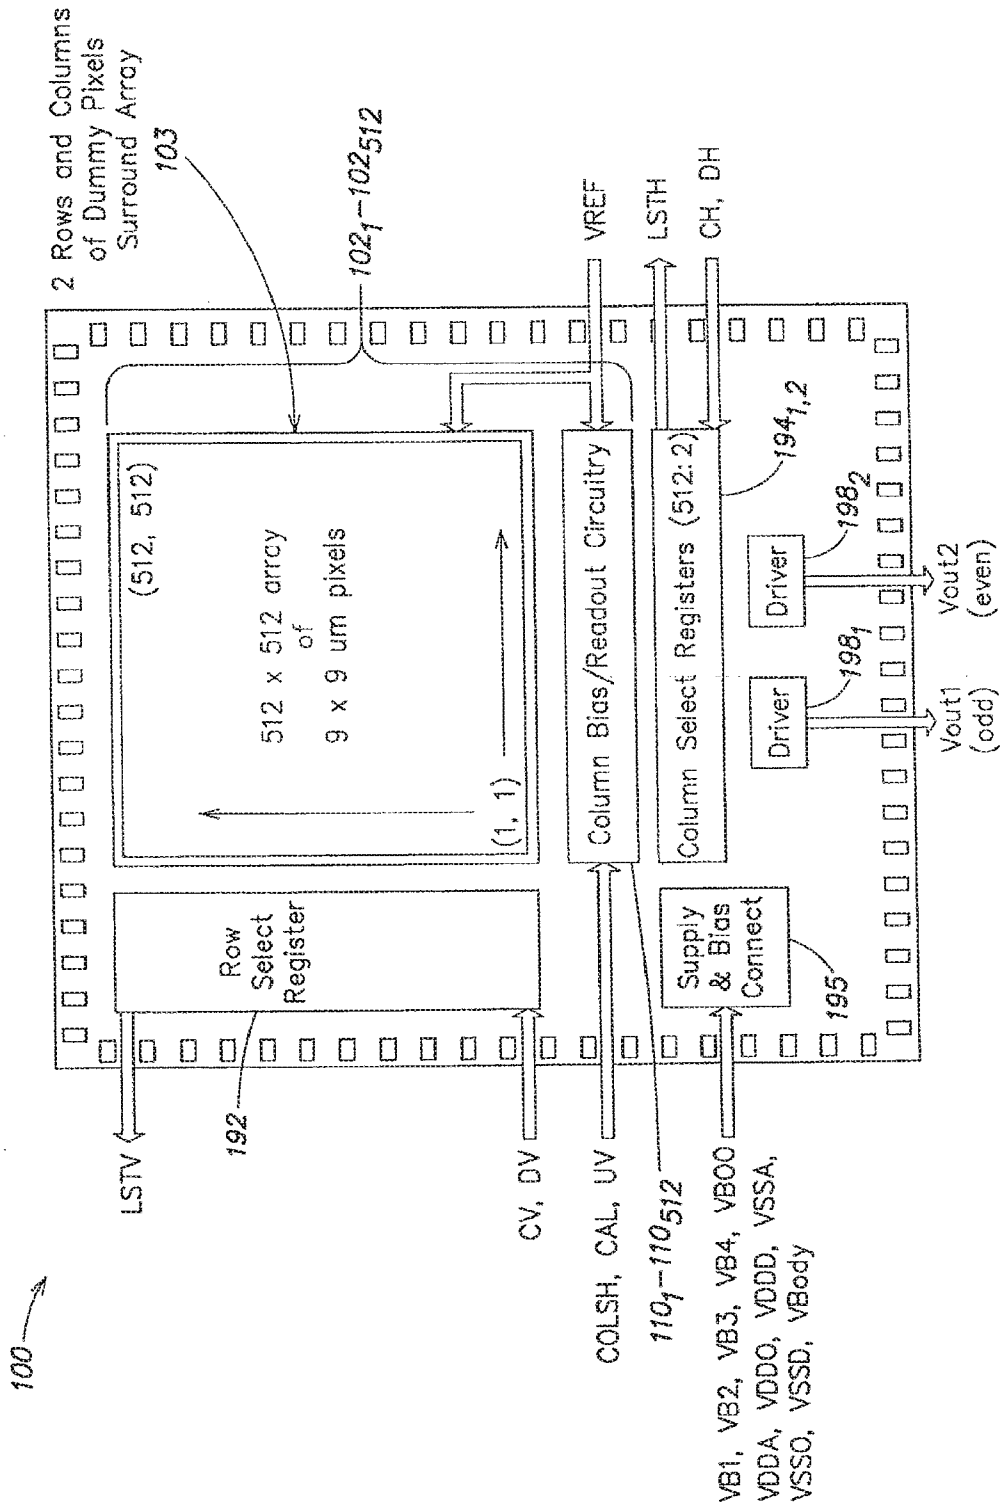 100
2 Rows and Columns
of Dummy Pixels
Surround Array
103
102₁–102₅₁₂
LSTV
192
Row
Select
Register
(512, 512)
512 x 512 array
of
9 x 9 um pixels
(1, 1)
CV, DV
VREF
COLSH, CAL, UV
Column Bias/Readout Circuitry
110₁–110₅₁₂
LSTH
Column Select Registers (512:2)
CH, DH
194₁,₂
Supply
& Bias
Connect
195
VB1, VB2, VB3, VB4, VBOO
VDDA, VDDO, VDDD, VSSA,
VSSO, VSSD, VBody
Driver
198₁
Driver
198₂
Vout1
(odd)
Vout2
(even)